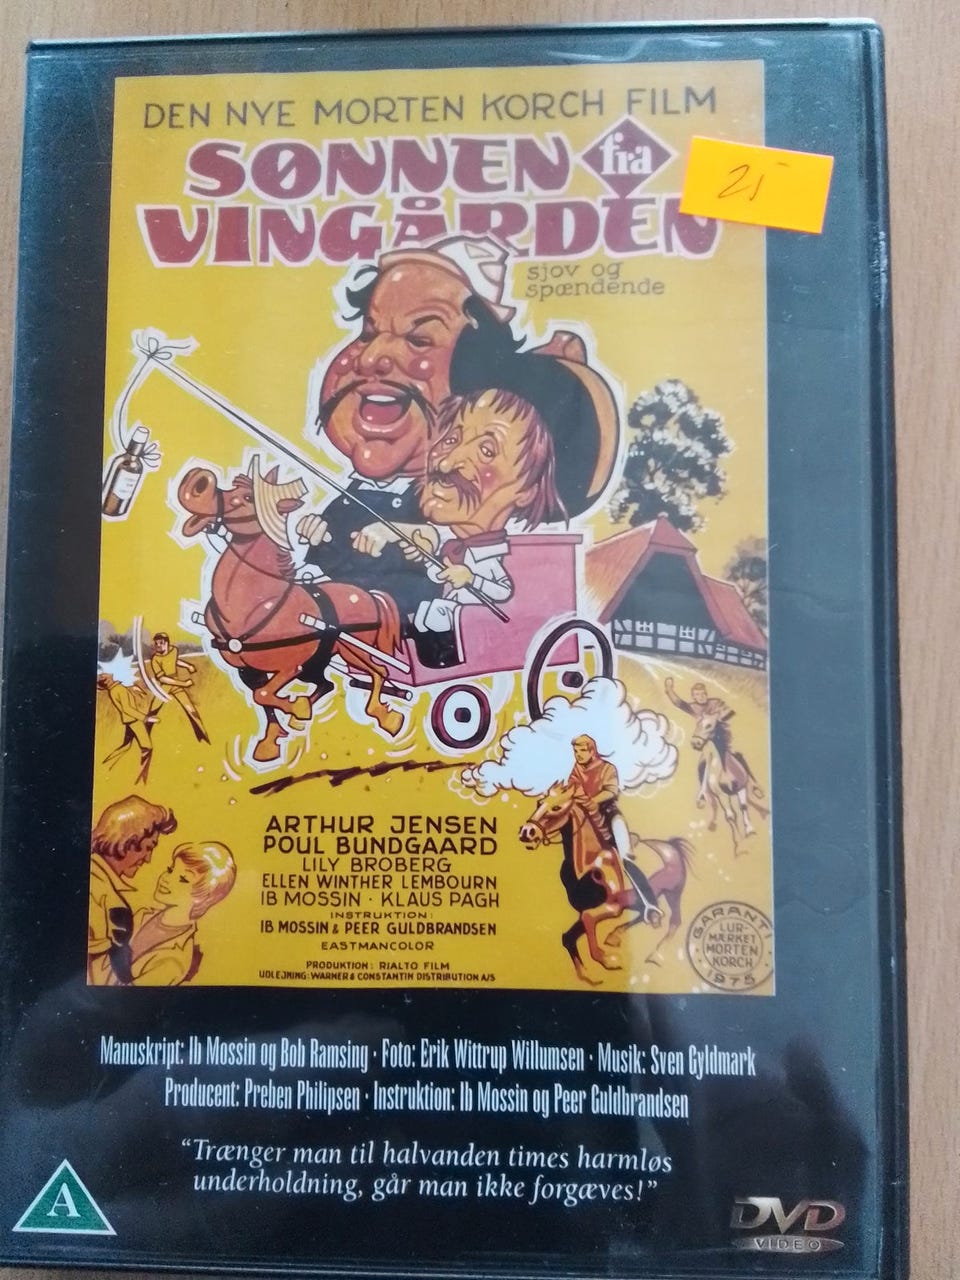 DEN NYE MORTEN KORCH FILM
SØNNEN fra
VINGÅRDEN
25-
sjov og
spændende
ARTHUR JENSEN
POUL BUNDGAARD
LILY BROBERG
ELLEN WINTHER LEMBOURN
IB MOSSIN · KLAUS PAGH
INSTRUKTION:
IB MOSSIN & PEER GULDBRANDSEN
EASTMANCOLOR
PRODUKTION: RIALTO FILM
UDLEJNING: WARNER & CONSTANTIN DISTRIBUTION A/S
GARANTI
LUR-
MÆRKET
MORTEN
KORCH
1975
Manuskript: Ib Mossin og Bob Ramsing · Foto: Erik Wittrup Willumsen · Musik: Sven Gyldmark
Producent: Preben Philipsen · Instruktion: Ib Mossin og Peer Guldbrandsen
"Trænger man til halvanden times harmløs
underholdning, går man ikke forgæves!"
A
DVD
VIDEO